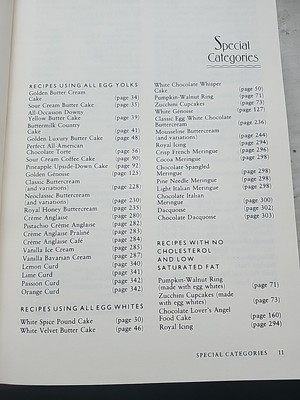 Special
Categories
RECIPES USING ALL EGG YOLKS
Golden Butter Cream
Cake (page 34)
Sour Cream Butter Cake (page 35)
All-Occasion Downy
Yellow Butter Cake (page 39)
Buttermilk Country
Cake (page 41)
Golden Luxury Butter Cake (page 48)
Perfect All American
Chocolate Torte (page 56)
Sour Cream Coffee Cake (page 90)
Pineapple Upside-Down Cake (page 92)
Golden Genoise (page 125)
Classic Buttercream
(and variations) (page 228)
Neoclassic Buttercream
(and variations) (page 230)
Royal Honey Buttercream (page 235)
Crème Anglaise (page 280)
Pistachio Crème Anglaise (page 282)
Crème Anglaise Praliné (page 283)
Crème Anglaise Café (page 284)
Vanilla Ice Cream (page 285)
Vanilla Bavarian Cream (page 287)
Lemon Curd (page 340)
Lime Curd (page 341)
Passion Curd (page 342)
Orange Curd (page 342)
RECIPES USING ALL EGG WHITES
White Spice Pound Cake (page 30)
White Velvet Butter Cake (page 46)
White Chocolate Whisper
Cake (page 50)
Pumpkin-Walnut Ring (page 71)
Zucchini Cupcakes (page 73)
White Génoise (page 127)
Classic Egg White Chocolate
Buttercream (page 236)
Mousseline Buttercream
(and variations) (page 244)
Royal Icing (page 294)
Crisp French Meringue (page 296)
Cocoa Meringue (page 298)
Chocolate-Spangled
Meringue (page 298)
Pine Needle Meringue (page 298)
Light Italian Meringue (page 298)
Chocolate Italian
Meringue (page 300)
Dacquoise (page 302)
Chocolate Dacquoise (page 303)
RECIPES WITH NO
CHOLESTEROL
AND LOW
SATURATED FAT
Pumpkin-Walnut Ring
(made with egg whites) (page 71)
Zucchini Cupcakes (made
with egg whites) (page 73)
Chocolate Lover's Angel
Food Cake (page 160)
Royal Icing (page 294)
SPECIAL CATEGORIES 11